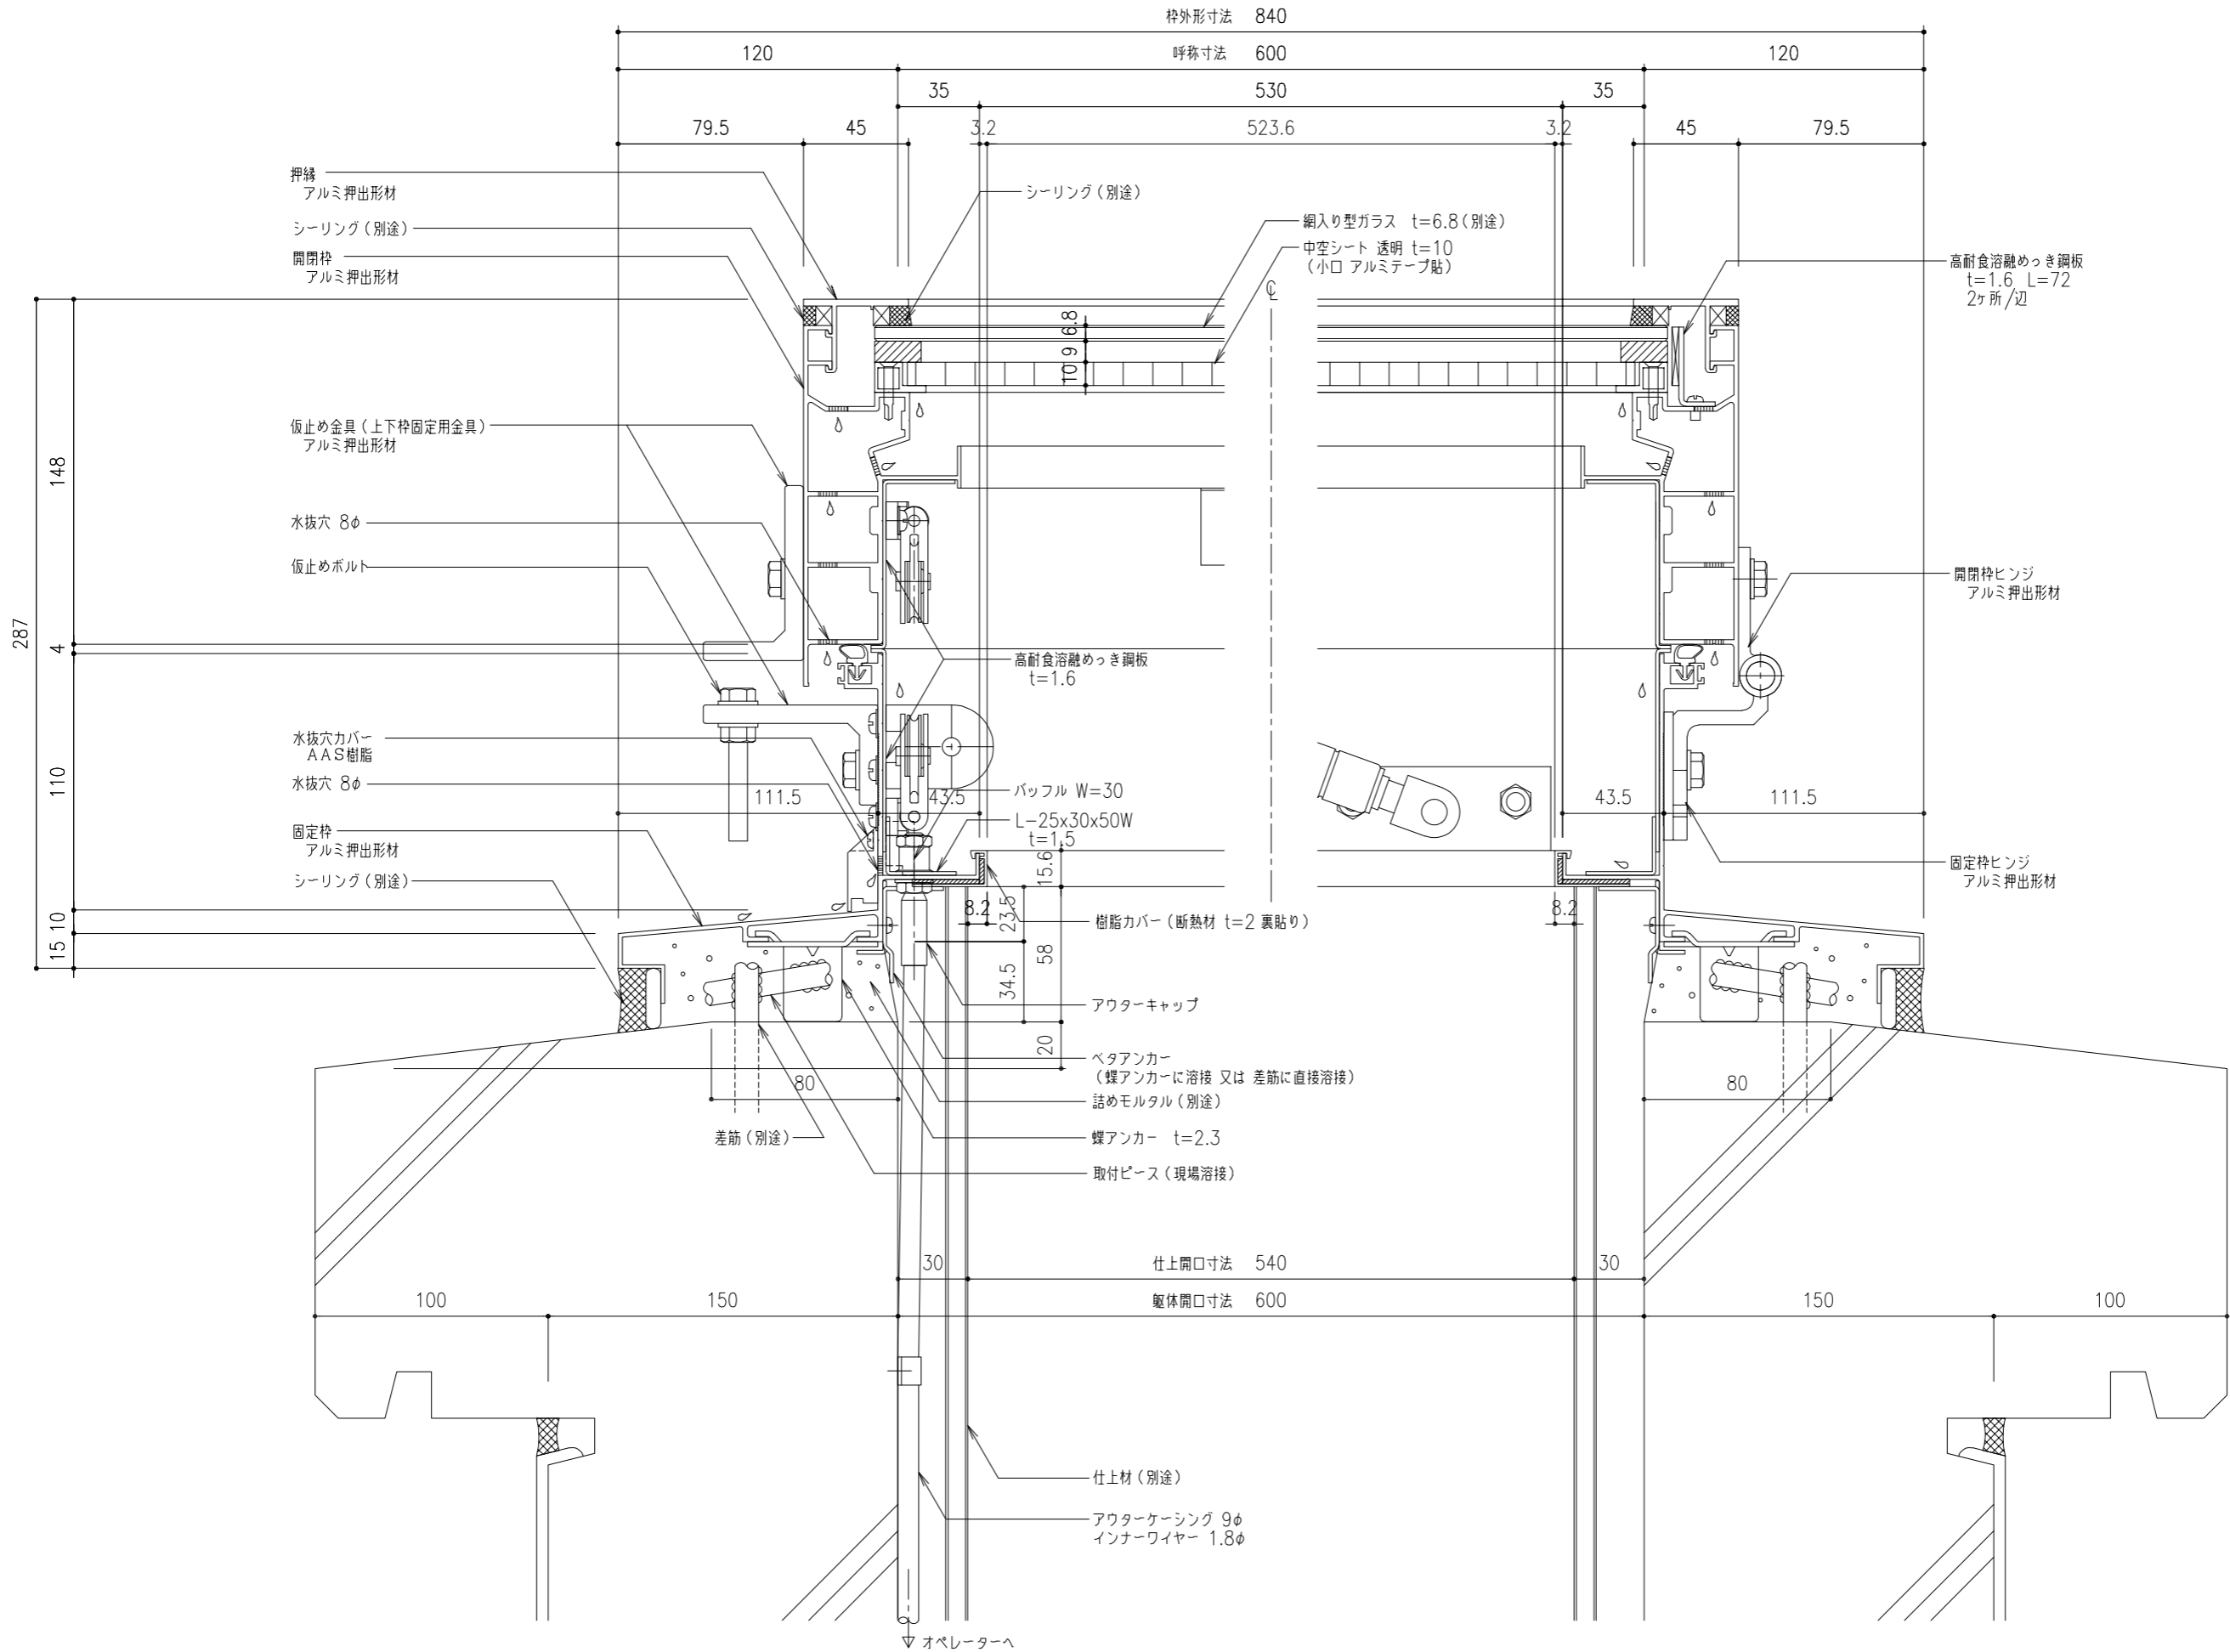 枠外形寸法 840
120 呼称寸法 600 120
35 530 35
79.5 45 3.2 523.6 3.2 45 79.5
押縁
アルミ押出形材
シーリング（別途）
シーリング（別途）
網入り型ガラス t=6.8（別途）
開閉枠
アルミ押出形材
中空シート 透明 t=10
（小口 アルミテープ貼）
高耐食溶融めっき鋼板
t=1.6 L=72
2ヶ所/辺
℄
6.8
9
10
仮止め金具（上下枠固定用金具）
アルミ押出形材
148
水抜穴 8φ
仮止めボルト
開閉枠ヒンジ
アルミ押出形材
287
4
高耐食溶融めっき鋼板
t=1.6
水抜穴カバー
AAS樹脂
水抜穴 8φ
110
111.5 43.5
バッフル W=30
43.5 111.5
L-25x30x50W
t=1.5
固定枠
アルミ押出形材
15.6
固定枠ヒンジ
アルミ押出形材
シーリング（別途）
8.2
23.5
樹脂カバー（断熱材 t=2 裏貼り）
8.2
10
15
58
34.5
アウターキャップ
20
ベタアンカー
（蝶アンカーに溶接 又は 差筋に直接溶接）
80
80
詰めモルタル（別途）
差筋（別途）
蝶アンカー t=2.3
取付ピース（現場溶接）
30 仕上開口寸法 540 30
100 150 躯体開口寸法 600 150 100
仕上材（別途）
アウターケーシング 9φ
インナーワイヤー 1.8φ
オペレーターへ